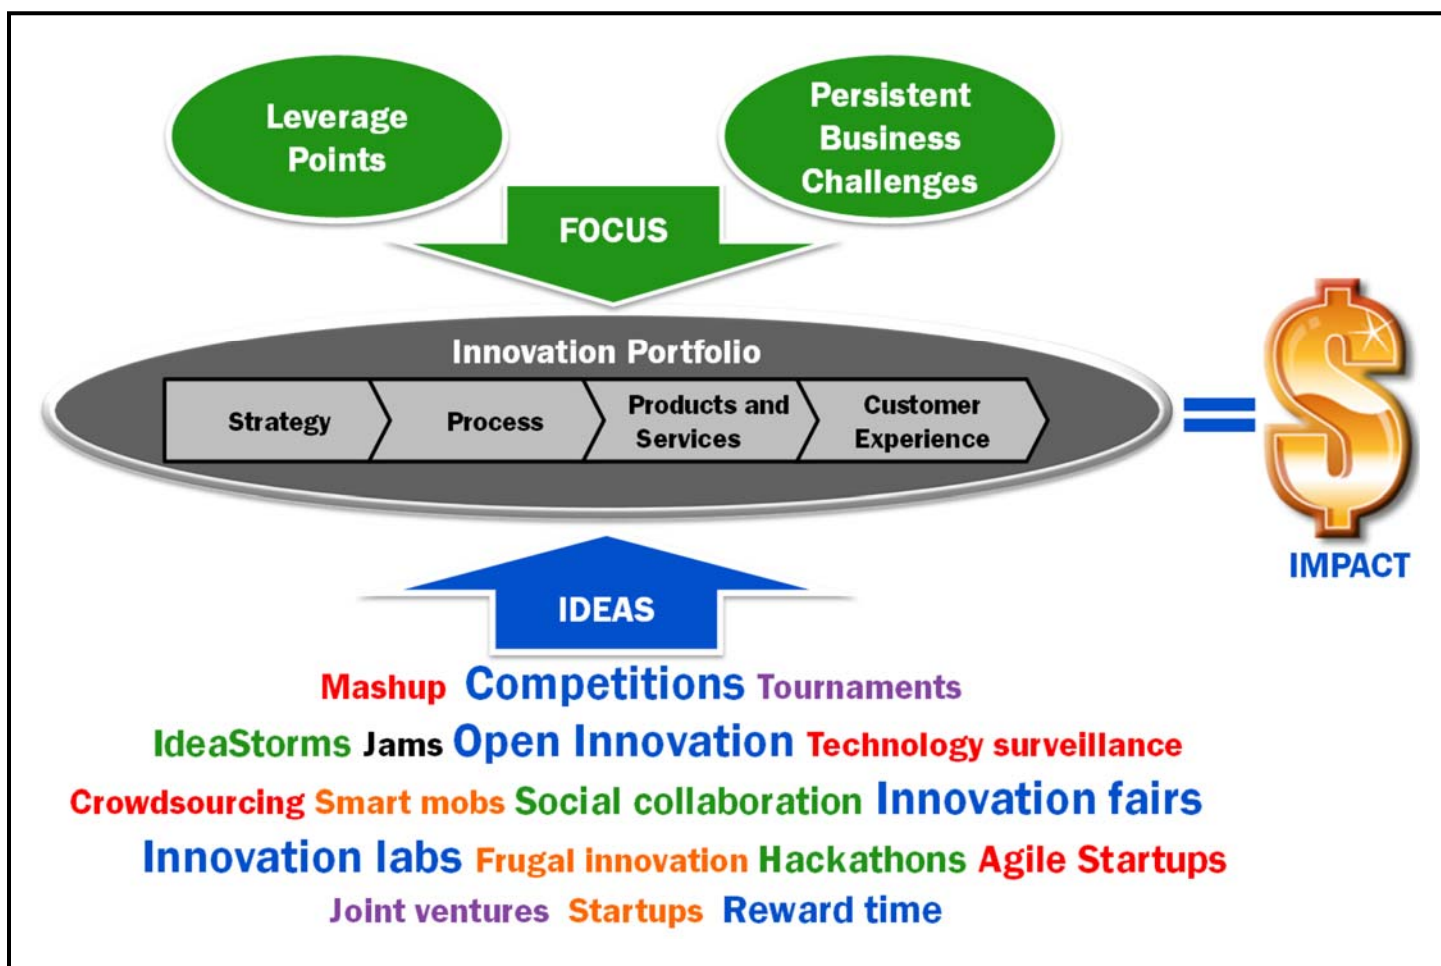 Leverage
Points
Persistent
Business
Challenges
FOCUS
Innovation Portfolio
Strategy
Process
Products and
Services
Customer
Experience
$
IMPACT
IDEAS
Mashup Competitions Tournaments
IdeaStorms Jams Open Innovation Technology surveillance
Crowdsourcing Smart mobs Social collaboration Innovation fairs
Innovation labs Frugal innovation Hackathons Agile Startups
Joint ventures Startups Reward time